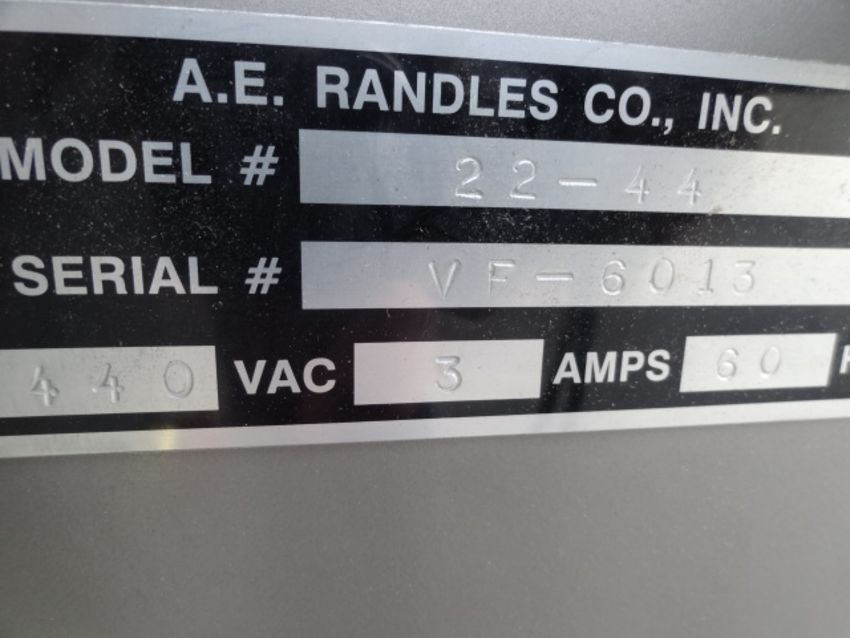 A.E. RANDLES CO., INC.
MODEL # 22-44
SERIAL # VF-6013
440 VAC 3 AMPS 60